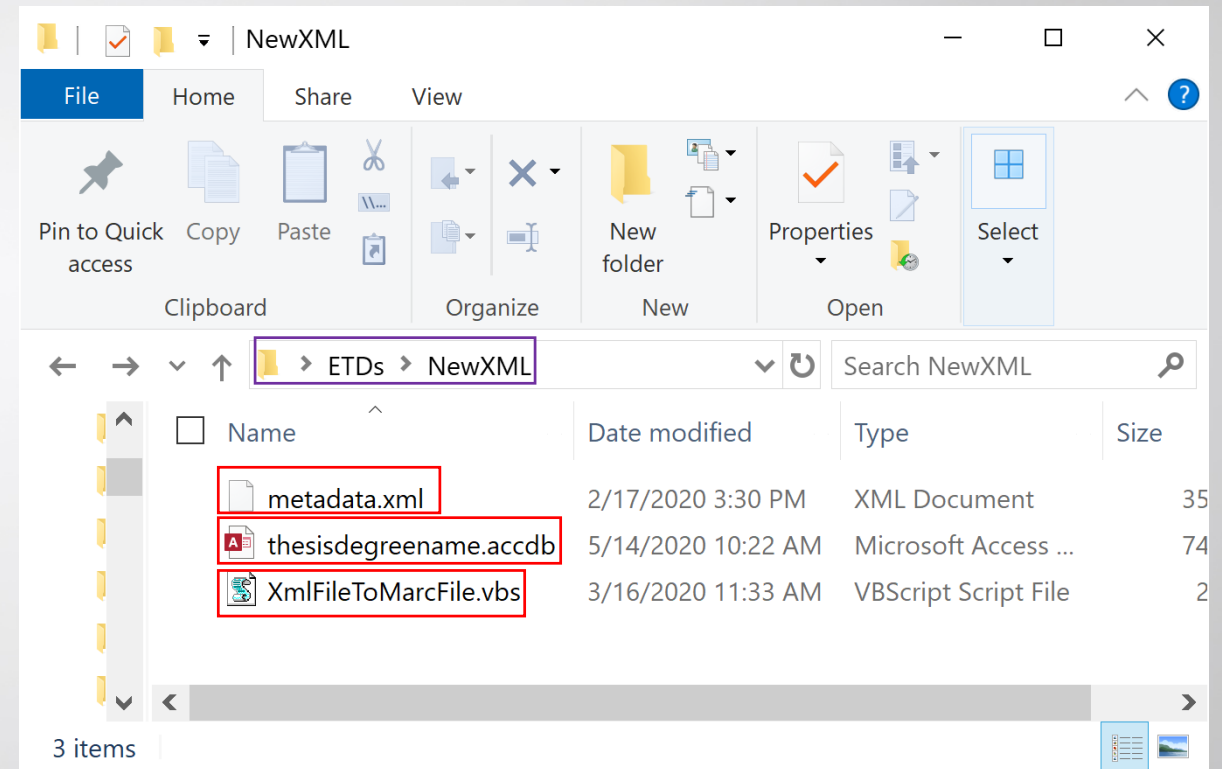 NewXML
File Home Share View
?
Pin to Quick access Copy Paste New folder Properties Select
Clipboard Organize New Open
ETDs NewXML Search NewXML
Name Date modified Type Size
metadata.xml 2/17/2020 3:30 PM XML Document 35
thesisdegreename.accdb 5/14/2020 10:22 AM Microsoft Access ... 74
XmlFileToMarcFile.vbs 3/16/2020 11:33 AM VBScript Script File 2
3 items